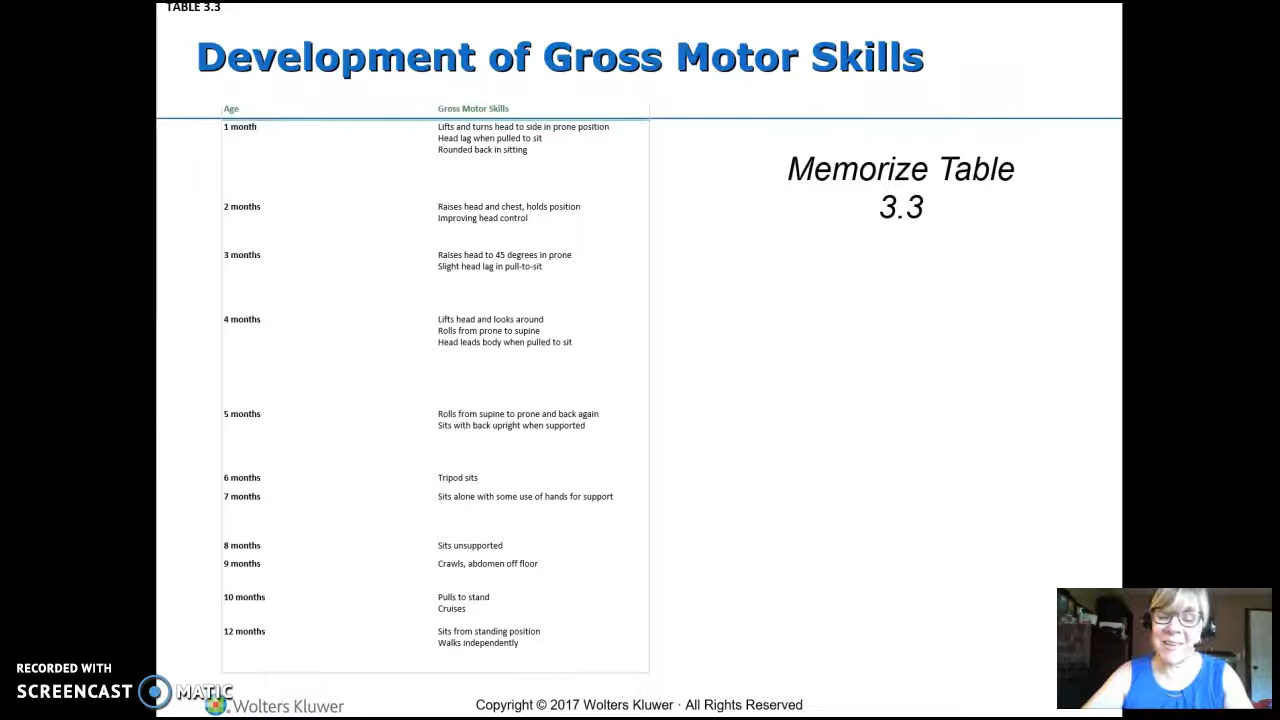 TABLE 3.3
Development of Gross Motor Skills
Age Gross Motor Skills
1 month Lifts and turns head to side in prone position
Head lag when pulled to sit
Rounded back in sitting
2 months Raises head and chest, holds position
Improving head control
3 months Raises head to 45 degrees in prone
Slight head lag in pull-to-sit
4 months Lifts head and looks around
Rolls from prone to supine
Head leads body when pulled to sit
5 months Rolls from supine to prone and back again
Sits with back upright when supported
6 months Tripod sits
7 months Sits alone with some use of hands for support
8 months Sits unsupported
9 months Crawls, abdomen off floor
10 months Pulls to stand
Cruises
12 months Sits from standing position
Walks independently
Memorize Table
3.3
RECORDED WITH
SCREENCAST MATIC
Wolters Kluwer
Copyright © 2017 Wolters Kluwer · All Rights Reserved